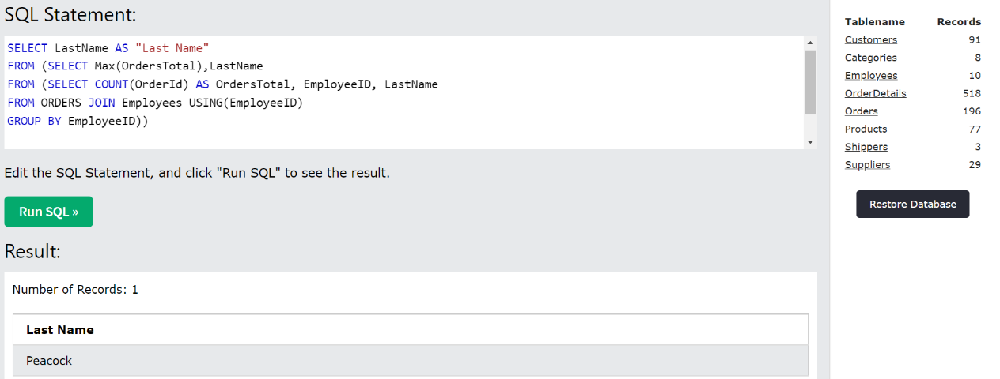 SQL Statement:
SELECT LastName AS "Last Name"
FROM (SELECT Max(OrdersTotal),LastName
FROM (SELECT COUNT(OrderId) AS OrdersTotal, EmployeeID, LastName
FROM ORDERS JOIN Employees USING(EmployeeID)
GROUP BY EmployeeID))
Edit the SQL Statement, and click "Run SQL" to see the result.
Run SQL »
Result:
Number of Records: 1
Last Name
Peacock
Tablename Records
Customers 91
Categories 8
Employees 10
OrderDetails 518
Orders 196
Products 77
Shippers 3
Suppliers 29
Restore Database